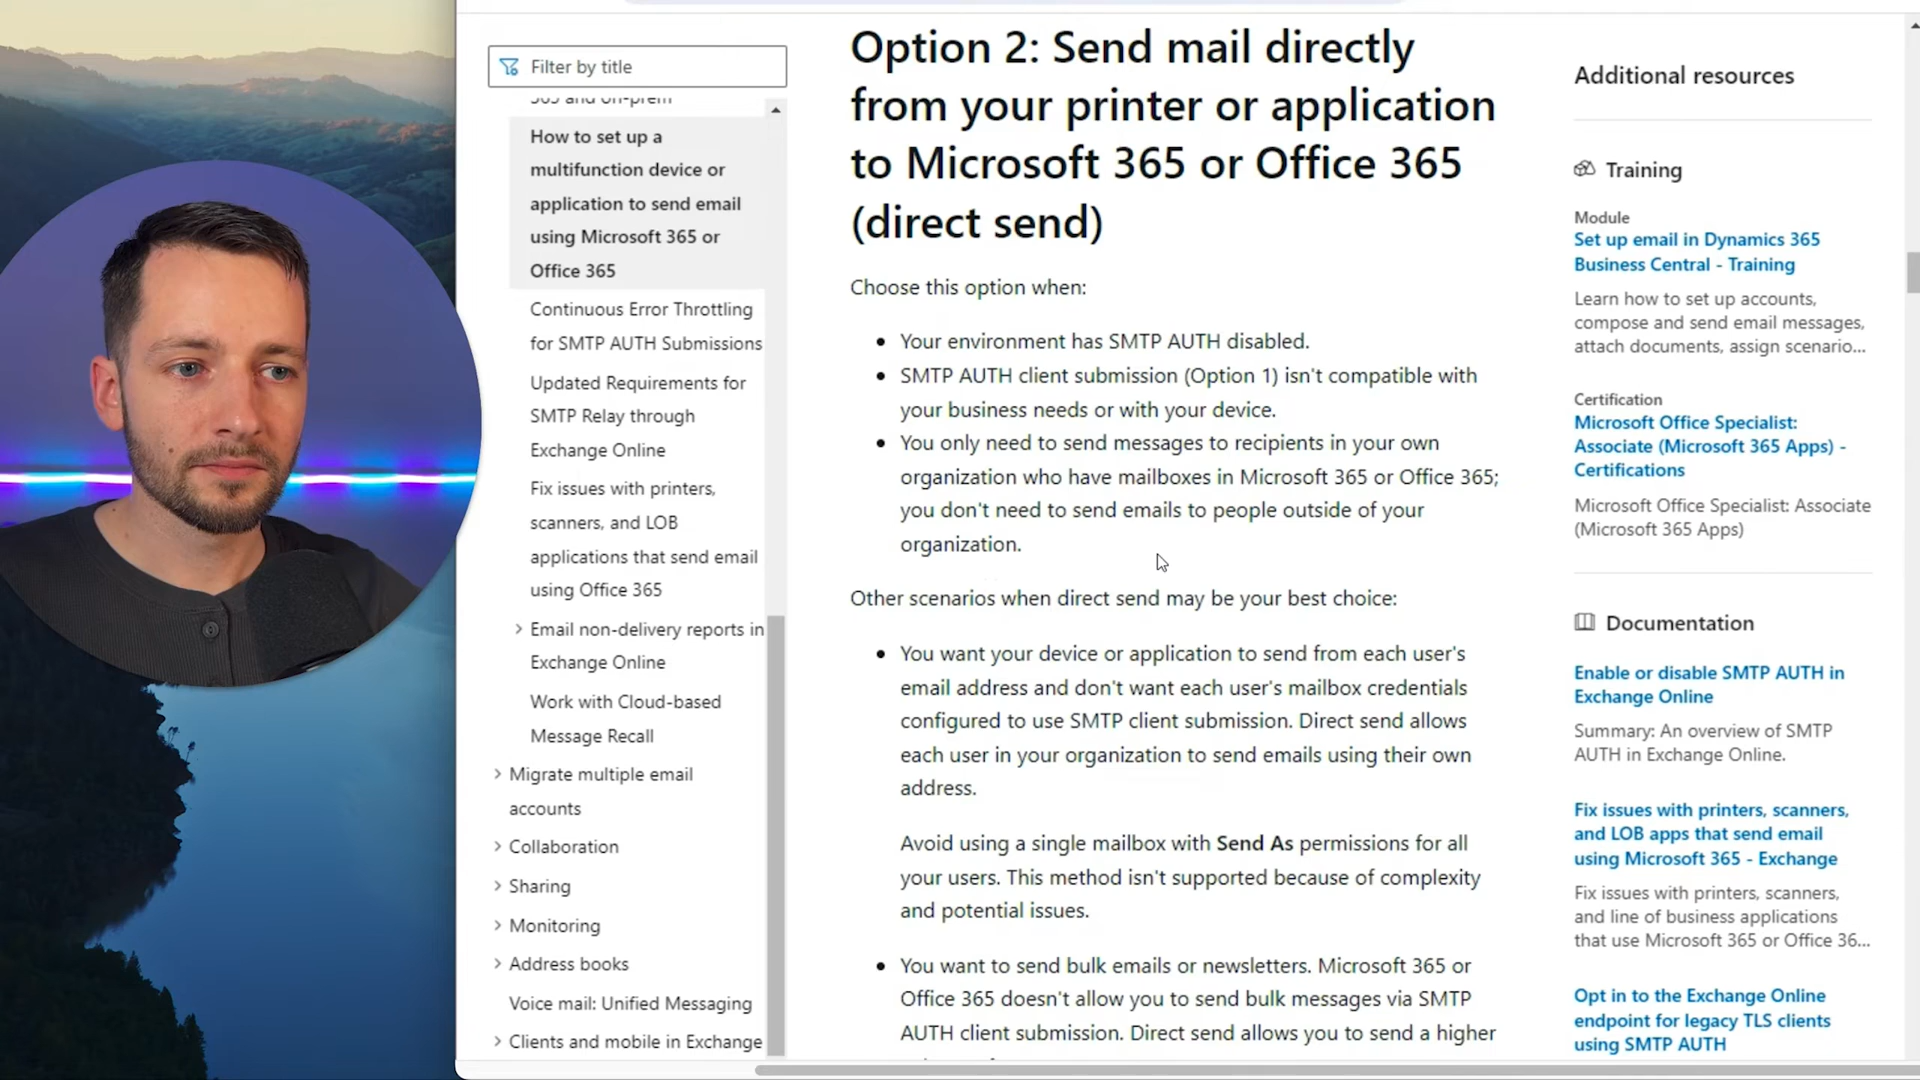 Filter by title
365 and on-prem
How to set up a
multifunction device or
application to send email
using Microsoft 365 or
Office 365
Continuous Error Throttling
for SMTP AUTH Submissions
Updated Requirements for
SMTP Relay through
Exchange Online
Fix issues with printers,
scanners, and LOB
applications that send email
using Office 365
Email non-delivery reports in
Exchange Online
Work with Cloud-based
Message Recall
Migrate multiple email
accounts
Collaboration
Sharing
Monitoring
Address books
Voice mail: Unified Messaging
Clients and mobile in Exchange
Option 2: Send mail directly
from your printer or application
to Microsoft 365 or Office 365
(direct send)
Choose this option when:
• Your environment has SMTP AUTH disabled.
• SMTP AUTH client submission (Option 1) isn't compatible with
your business needs or with your device.
• You only need to send messages to recipients in your own
organization who have mailboxes in Microsoft 365 or Office 365;
you don't need to send emails to people outside of your
organization.
Other scenarios when direct send may be your best choice:
• You want your device or application to send from each user's
email address and don't want each user's mailbox credentials
configured to use SMTP client submission. Direct send allows
each user in your organization to send emails using their own
address.
Avoid using a single mailbox with Send As permissions for all
your users. This method isn't supported because of complexity
and potential issues.
• You want to send bulk emails or newsletters. Microsoft 365 or
Office 365 doesn't allow you to send bulk messages via SMTP
AUTH client submission. Direct send allows you to send a higher
Additional resources
Training
Module
Set up email in Dynamics 365
Business Central - Training
Learn how to set up accounts,
compose and send email messages,
attach documents, assign scenario...
Certification
Microsoft Office Specialist:
Associate (Microsoft 365 Apps) -
Certifications
Microsoft Office Specialist: Associate
(Microsoft 365 Apps)
Documentation
Enable or disable SMTP AUTH in
Exchange Online
Summary: An overview of SMTP
AUTH in Exchange Online.
Fix issues with printers, scanners,
and LOB apps that send email
using Microsoft 365 - Exchange
Fix issues with printers, scanners,
and line of business applications
that use Microsoft 365 or Office 36...
Opt in to the Exchange Online
endpoint for legacy TLS clients
using SMTP AUTH